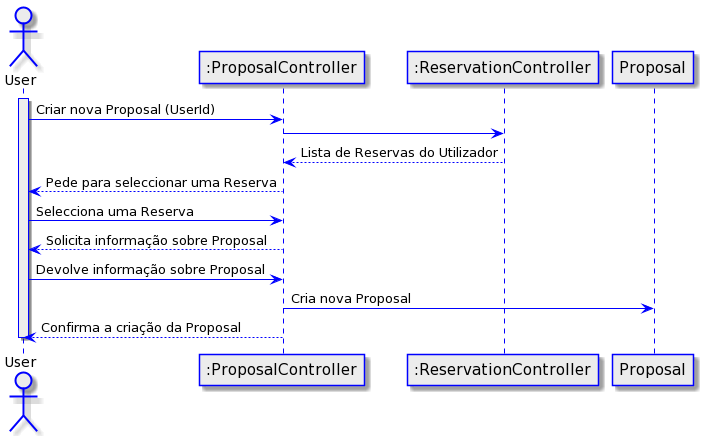 User
:ProposalController
:ReservationController
Proposal
Criar nova Proposal (UserId)
Lista de Reservas do Utilizador
Pede para seleccionar uma Reserva
Selecciona uma Reserva
Solicita informação sobre Proposal
Devolve informação sobre Proposal
Cria nova Proposal
Confirma a criação da Proposal
User
:ProposalController
:ReservationController
Proposal